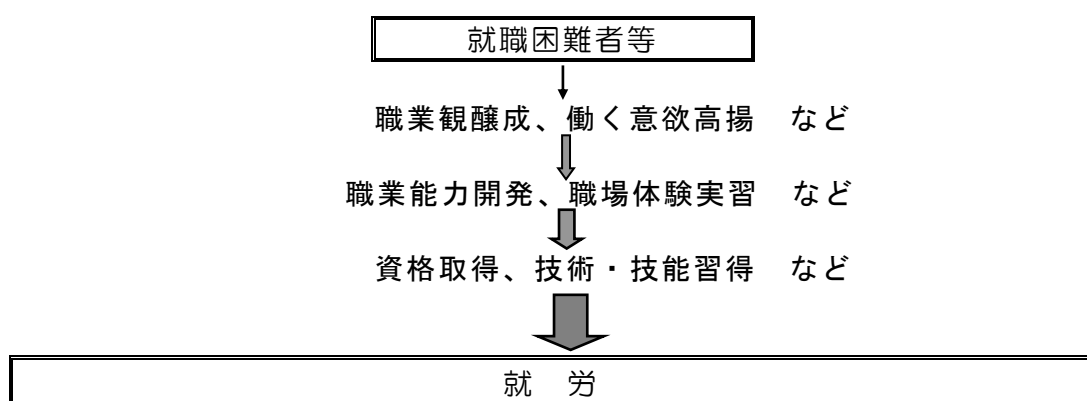 就職困難者等
職業観醸成、働く意欲高揚　など
職業能力開発、職場体験実習　など
資格取得、技術・技能習得　など
就　労